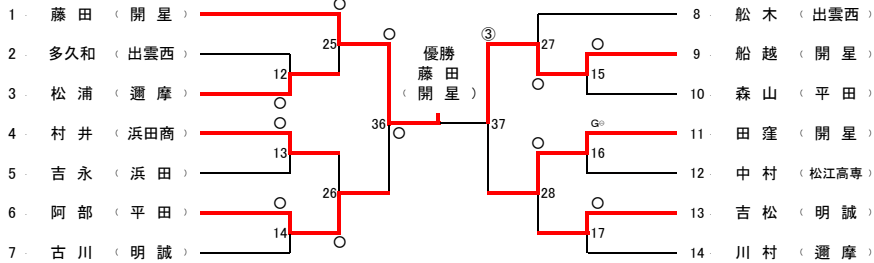 1 藤田 （開星）
2 多久和 （出雲西）
3 松浦 （邇摩）
4 村井 （浜田商）
5 吉永 （浜田）
6 阿部 （平田）
7 古川 （明誠）
25
12
13
26
14
36
優勝
藤田
（開星）
③
37
27
15
16
28
17
8 舩木 （出雲西）
9 船越 （開星）
10 森山 （平田）
11 田窪 （開星）
12 中村 （松江高専）
13 吉松 （明誠）
14 川村 （邇摩）